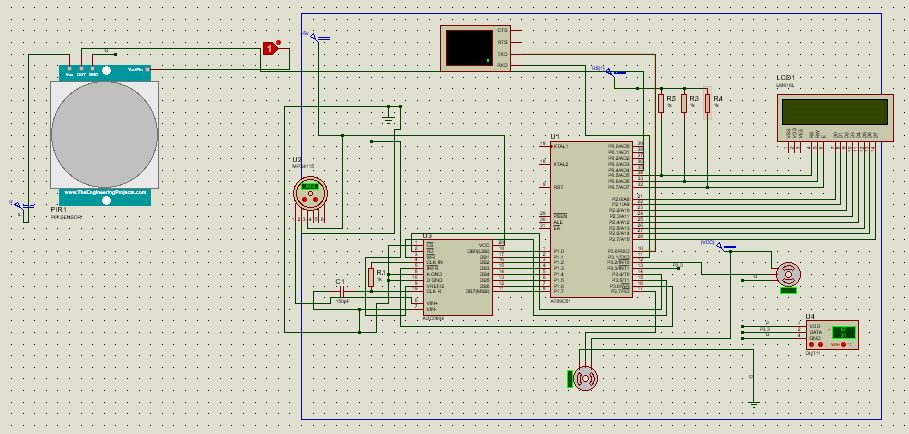 Vcc OUT GND
TestPin
www.TheEngineeringProjects.com
PIR1
PIR SENSOR
1
CTS
RTS
TXD
RXD
R5
1k
R3
1k
R4
1k
LCD1
LM016L
VSS VDD VEE RS RW E D0 D1 D2 D3 D4 D5 D6 D7
U2
U1
XTAL1
XTAL2
RST
PSEN
ALE
EA
P0.0/AD0
P0.1/AD1
P0.2/AD2
P0.3/AD3
P0.4/AD4
P0.5/AD5
P0.6/AD6
P0.7/AD7
P2.0/A8
P2.1/A9
P2.2/A10
P2.3/A11
P2.4/A12
P2.5/A13
P2.6/A14
P2.7/A15
P1.0
P1.1
P1.2
P1.3
P1.4
P1.5
P1.6
P1.7
P3.0/RXD
P3.1/TXD
P3.2/INT0
P3.3/INT1
P3.4/T0
P3.5/T1
P3.6/WR
P3.7/RD
AT89C51
P3.3
U3
CS
RD
WR
CLK IN
INTR
A GND
D GND
VREF/2
CLK R
VIN+
VIN-
VCC
DB0(LSB)
DB1
DB2
DB3
DB4
DB5
DB6
DB7(MSB)
ADC0804
R1
1k
C1
150pF
(VCC)
U4
VDD
DATA
GND
P3.3
DHT11